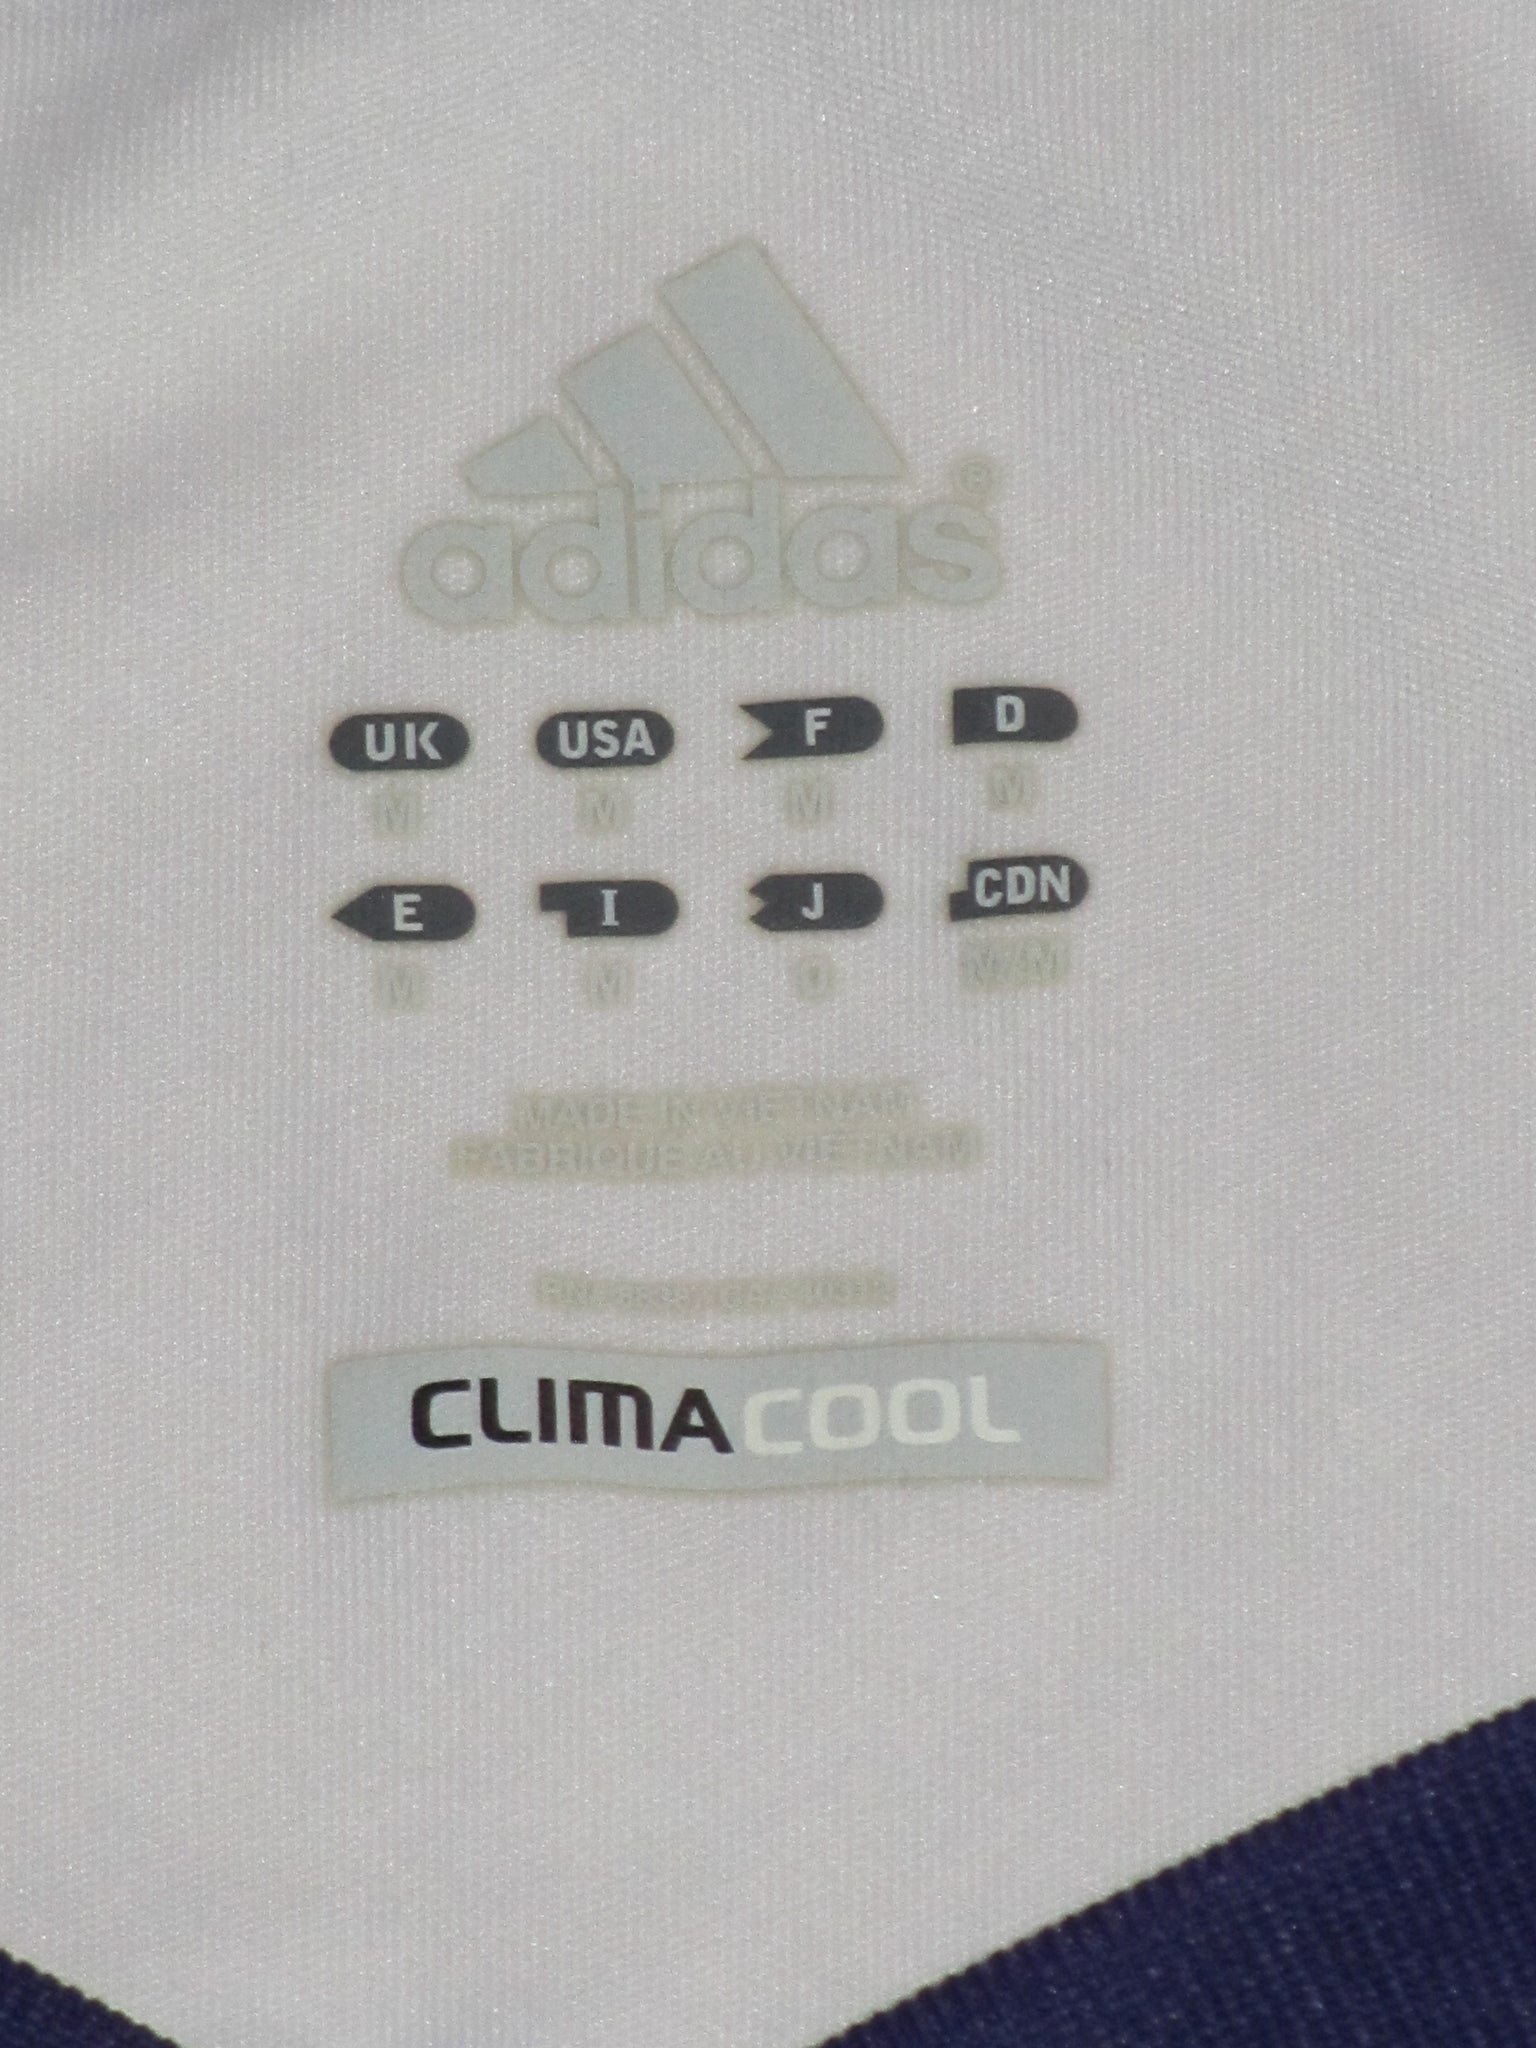 adidas®
UK USA F D
M M M M
E I J CDN
M M O M/M
MADE IN VIETNAM
FABRIQUE AU VIETNAM
CLIMACOOL